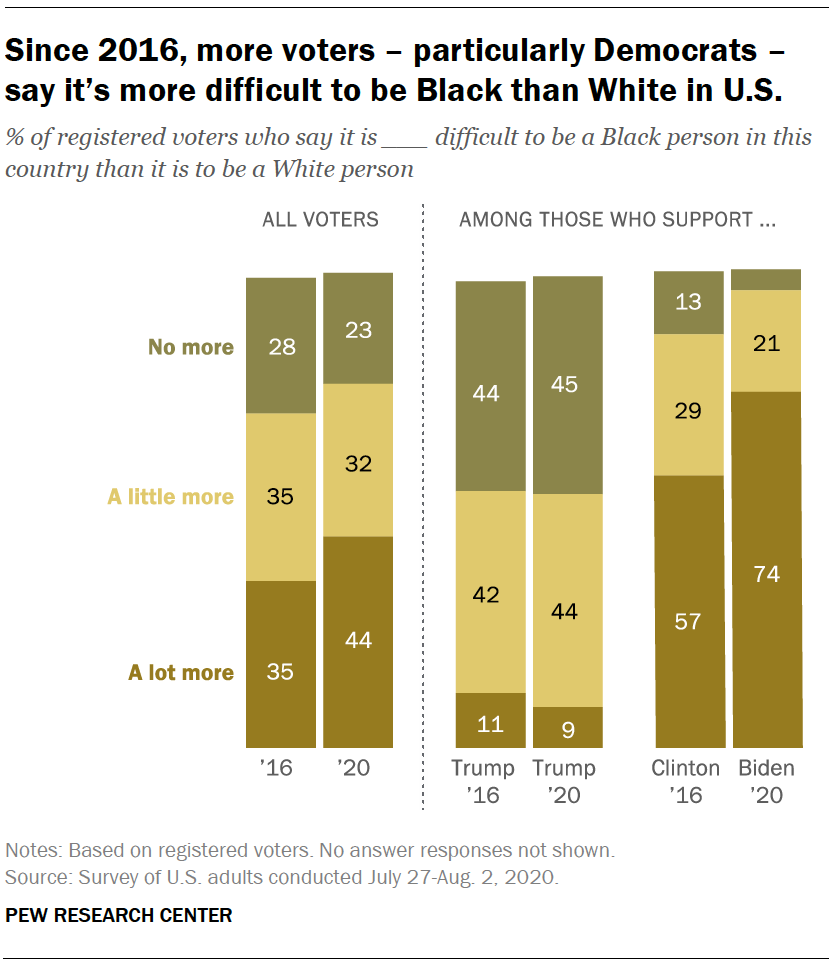 Since 2016, more voters – particularly Democrats –
say it’s more difficult to be Black than White in U.S.
% of registered voters who say it is ___ difficult to be a Black person in this
country than it is to be a White person
ALL VOTERS
AMONG THOSE WHO SUPPORT ...
No more
28
23
44
45
13
A little more
35
32
42
44
29
21
A lot more
35
44
11
9
57
74
’16
’20
Trump
’16
Trump
’20
Clinton
’16
Biden
’20
Notes: Based on registered voters. No answer responses not shown.
Source: Survey of U.S. adults conducted July 27-Aug. 2, 2020.
PEW RESEARCH CENTER